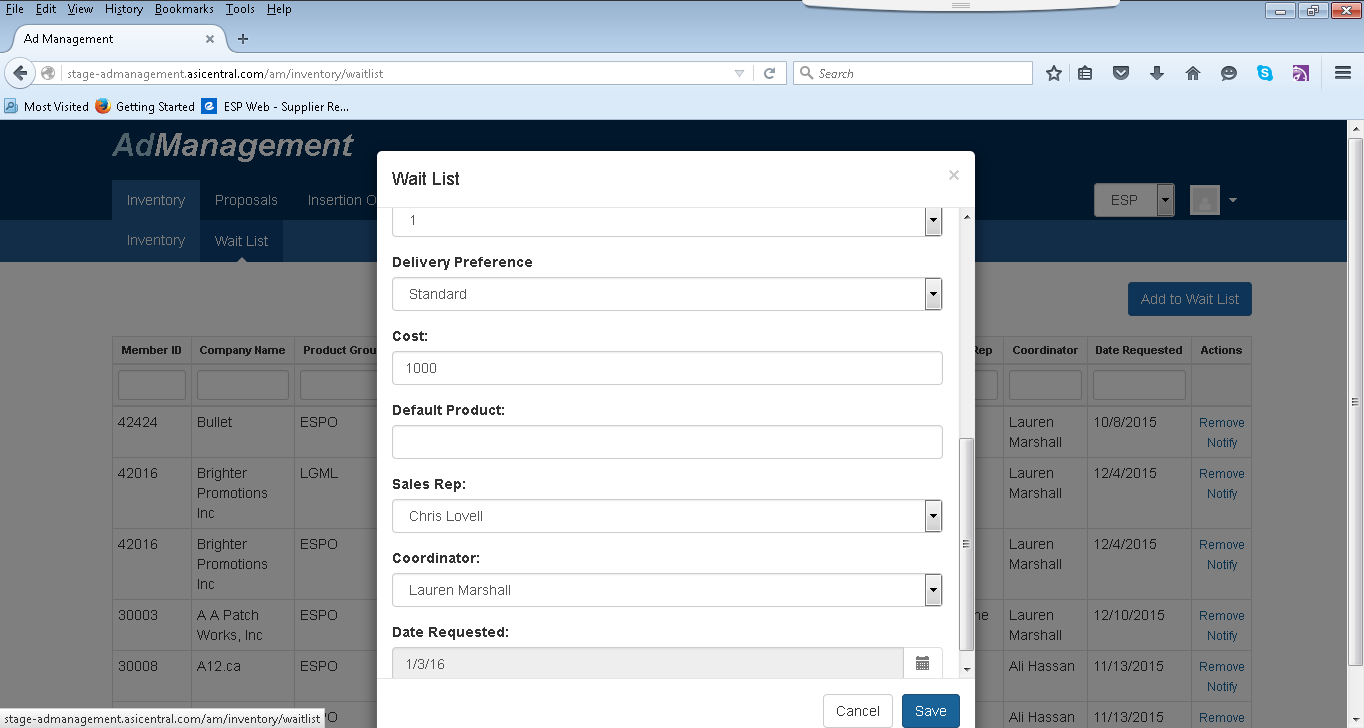 File Edit View History Bookmarks Tools Help
Ad Management × +
stage-admanagement.asicentral.com/am/inventory/waitlist Search
Most Visited Getting Started ESP Web - Supplier Re...
AdManagement
Inventory Proposals Insertion O ESP
Inventory Wait List
Add to Wait List
Wait List ×
1
Delivery Preference
Standard
Cost:
1000
Default Product:
Sales Rep:
Chris Lovell
Coordinator:
Lauren Marshall
Date Requested:
1/3/16
Cancel Save
Member ID Company Name Product Grou Rep Coordinator Date Requested Actions
42424 Bullet ESPO Lauren 10/8/2015 Remove
Marshall Notify
42016 Brighter LGML Lauren 12/4/2015 Remove
Promotions Marshall Notify
Inc
42016 Brighter ESPO Lauren 12/4/2015 Remove
Promotions Marshall Notify
Inc
30003 A A Patch ESPO ne Lauren 12/10/2015 Remove
Works, Inc Marshall Notify
30008 A12.ca ESPO Ali Hassan 11/13/2015 Remove
Notify
Ali Hassan 11/13/2015 Remove
stage-admanagement.asicentral.com/am/inventory/waitlist